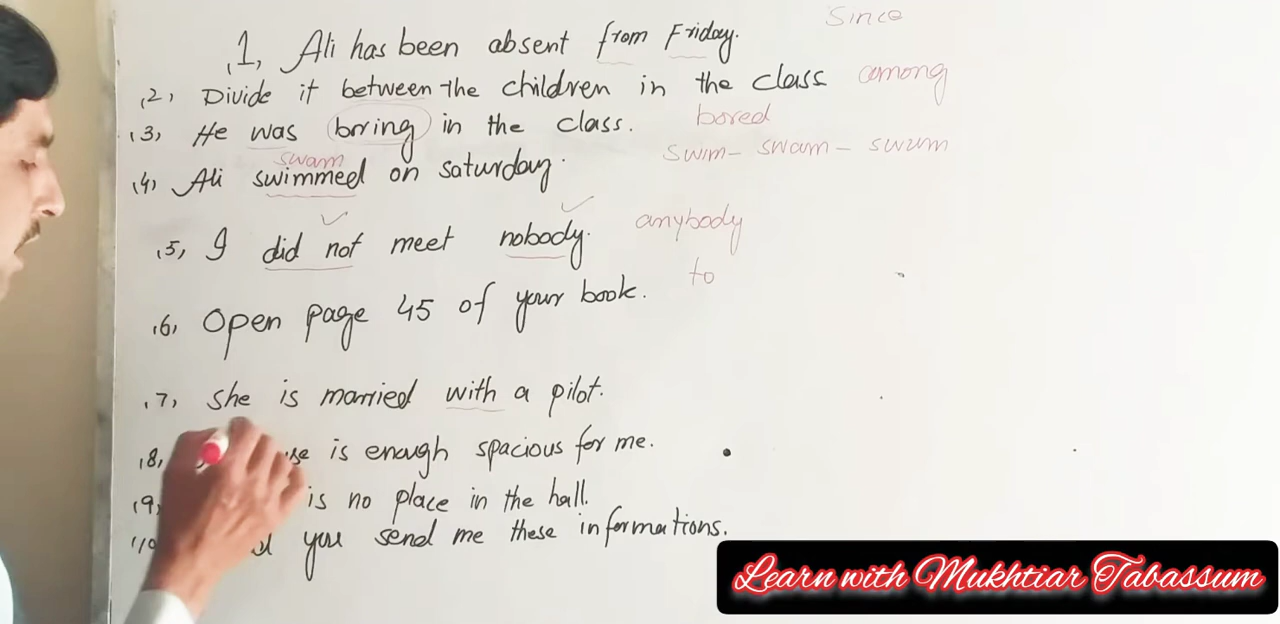 Since
1, Ali has been absent from Friday.
2, Divide it between the children in the class among
3, He was boring in the class. bored
swam swim - swam - swum
4, Ali swimmed on saturday.
5, I did not meet nobody. anybody
to
6, Open page 45 of your book.
7, she is married with a pilot.
8, is enough spacious for me.
9, is no place in the hall.
you send me these informations.
Learn with Mukhtiar Tabassum